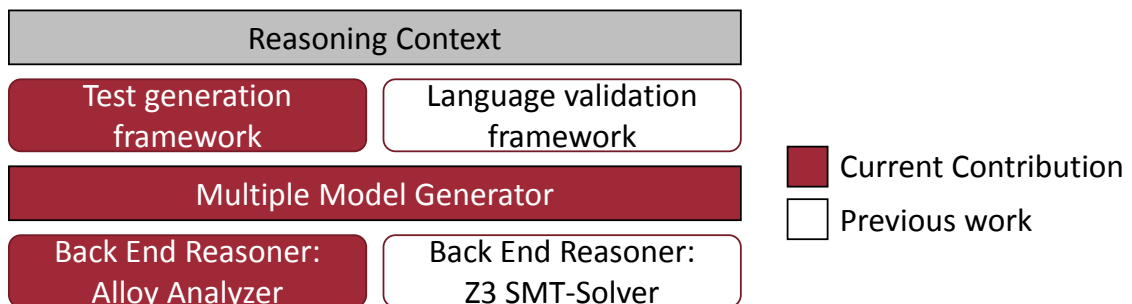 Reasoning Context
Test generation
framework
Language validation
framework
Multiple Model Generator
Back End Reasoner:
Alloy Analyzer
Back End Reasoner:
Z3 SMT-Solver
Current Contribution
Previous work